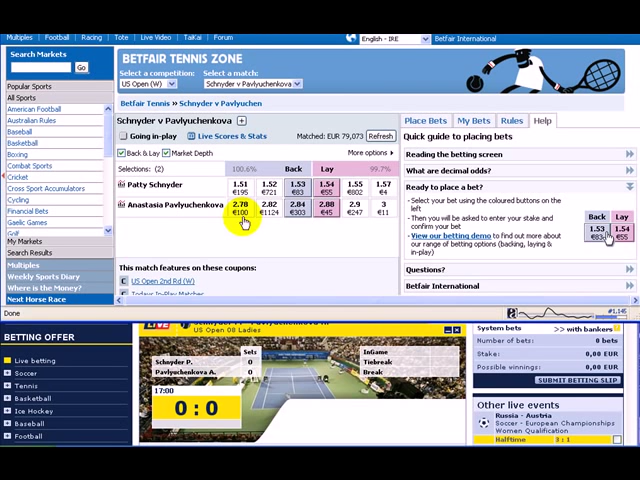 Multiples Football Racing Tote Live Video TaiKai Forum English - IRE Betfair International
Search Markets
Go
Popular Sports
All Sports
American Football
Australian Rules
Baseball
Basketball
Boxing
Combat Sports
Cricket
Cross Sport Accumulators
Cycling
Financial Bets
Gaelic Games
Golf
My Markets
Search Results
Multiples
Weekly Sports Diary
Where is the Money?
Next Horse Race
BETFAIR TENNIS ZONE
Select a competition: Select a match:
US Open (W) Schnyder v Pavlyuchenkova
Betfair Tennis » Schnyder v Pavlyuchen
Schnyder v Pavlyuchenkova
Going in-play Live Scores & Stats Matched: EUR 79,073 Refresh
Back & Lay Market Depth More options
Selections: (2) 100.6% Back Lay 99.7%
Patty Schnyder 1.51 1.52 1.53 1.54 1.55 1.57
€195 €721 €83 €55 €802 €4
Anastasia Pavlyuchenkova 2.78 2.82 2.84 2.88 2.9 3
€100 €1124 €303 €45 €247 €11
This match features on these coupons:
C US Open 2nd Rd (W)
C Todays In-Play Matches
Place Bets My Bets Rules Help
Quick guide to placing bets
Reading the betting screen
What are decimal odds?
Ready to place a bet?
- Select your bet using the coloured buttons on the left
- Then you will be asked to enter your stake and confirm your bet
- View our betting demo to find out more about our range of betting options (backing, laying & in-play)
Back Lay
1.53 1.54
€83 €55
Questions?
Betfair International
Done
#1,145
BETTING OFFER
Live betting
Soccer
Tennis
Basketball
Ice Hockey
Baseball
Football
LIVE
US Open 08 Ladies
Sets
Schnyder P. 0
Pavlyuchenkova A. 0
InGame
Tiebreak
Break
17:00
0 : 0
System bets >> with bankers
Number of bets: 0 bets
Stake: 0,00 EUR
Possible winnings: 0,00 EUR
SUBMIT BETTING SLIP
Other live events
Russia - Austria
Soccer - European Championships
Women Qualification
Halftime 3 : 1